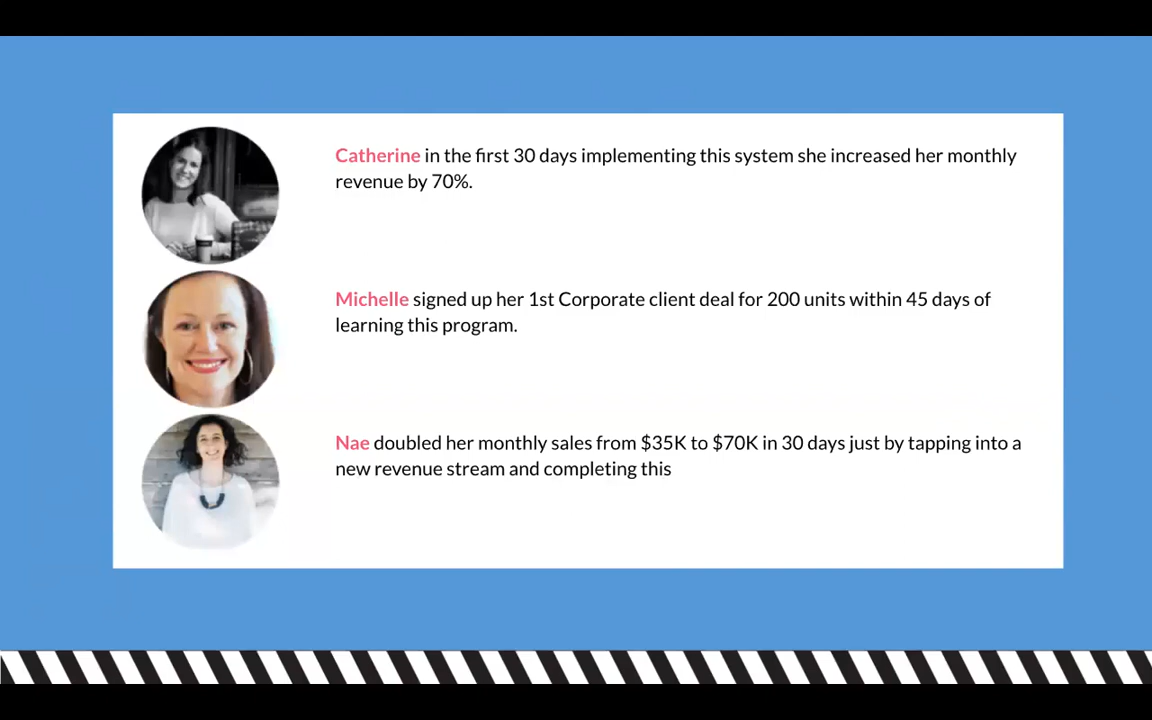 Catherine in the first 30 days implementing this system she increased her monthly
revenue by 70%.
Michelle signed up her 1st Corporate client deal for 200 units within 45 days of
learning this program.
Nae doubled her monthly sales from $35K to $70K in 30 days just by tapping into a
new revenue stream and completing this